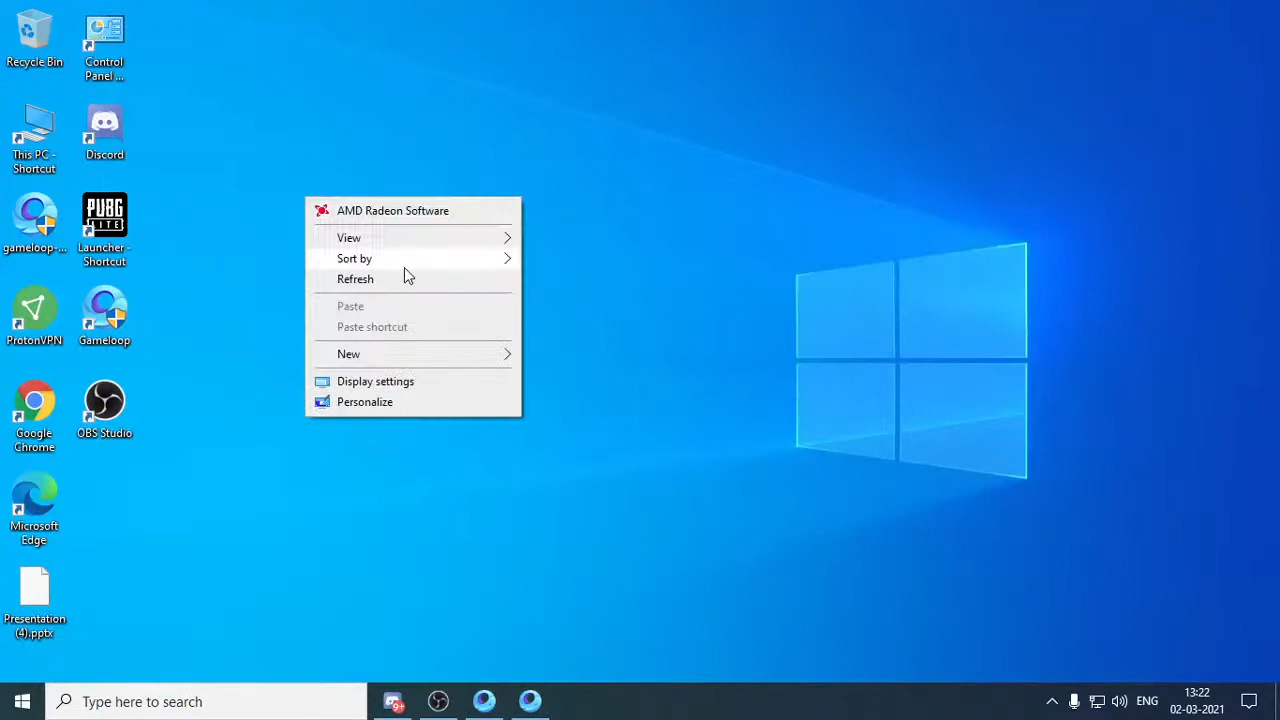 Recycle Bin
Control
Panel ...
This PC -
Shortcut
Discord
gameloop-...
PUBG
LITE
Launcher -
Shortcut
ProtonVPN
Gameloop
Google
Chrome
OBS Studio
Microsoft
Edge
Presentation
(4).pptx
AMD Radeon Software
View
Sort by
Refresh
Paste
Paste shortcut
New
Display settings
Personalize
Type here to search
9+
ENG
13:22
02-03-2021